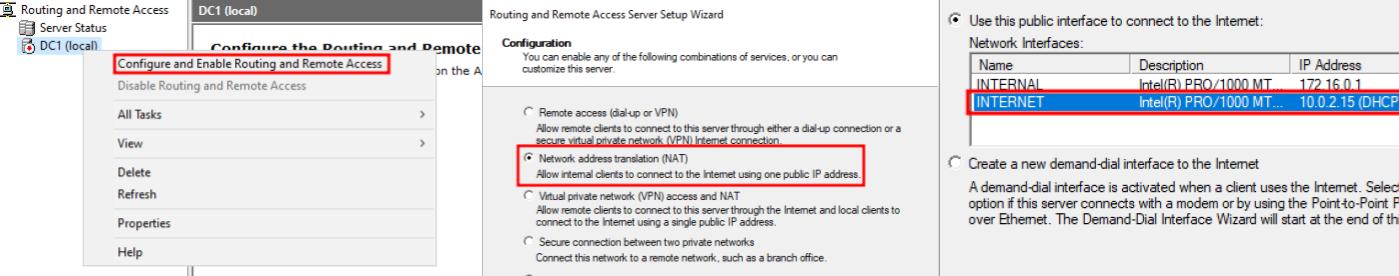 Routing and Remote Access
Server Status
DC1 (local)
DC1 (local)
Configure the Routing and Remote
on the A
Configure and Enable Routing and Remote Access
Disable Routing and Remote Access
All Tasks
View
Delete
Refresh
Properties
Help
Routing and Remote Access Server Setup Wizard
Configuration
You can enable any of the following combinations of services, or you can
customize this server.
Remote access (dial-up or VPN)
Allow remote clients to connect to this server through either a dial-up connection or a
secure virtual private network (VPN) Internet connection.
Network address translation (NAT)
Allow internal clients to connect to the Internet using one public IP address.
Virtual private network (VPN) access and NAT
Allow remote clients to connect to this server through the Internet and local clients to
connect to the Internet using a single public IP address.
Secure connection between two private networks
Connect this network to a remote network, such as a branch office.
Use this public interface to connect to the Internet:
Network Interfaces:
Name Description IP Address
INTERNAL Intel(R) PRO/1000 MT... 172.16.0.1
INTERNET Intel(R) PRO/1000 MT... 10.0.2.15 (DHCP
Create a new demand-dial interface to the Internet
A demand-dial interface is activated when a client uses the Internet. Select
option if this server connects with a modem or by using the Point-to-Point P
over Ethernet. The Demand-Dial Interface Wizard will start at the end of th